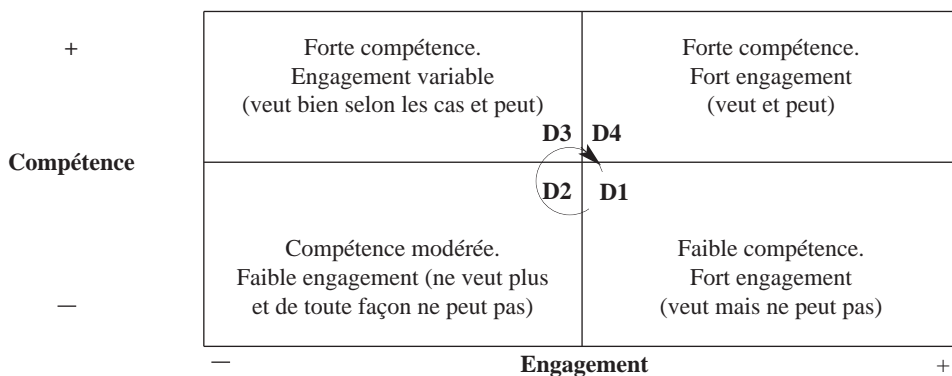 +
Compétence
—
Forte compétence.
Engagement variable
(veut bien selon les cas et peut)
Forte compétence.
Fort engagement
(veut et peut)
D3 D4
D2 D1
Compétence modérée.
Faible engagement (ne veut plus
et de toute façon ne peut pas)
Faible compétence.
Fort engagement
(veut mais ne peut pas)
— Engagement +